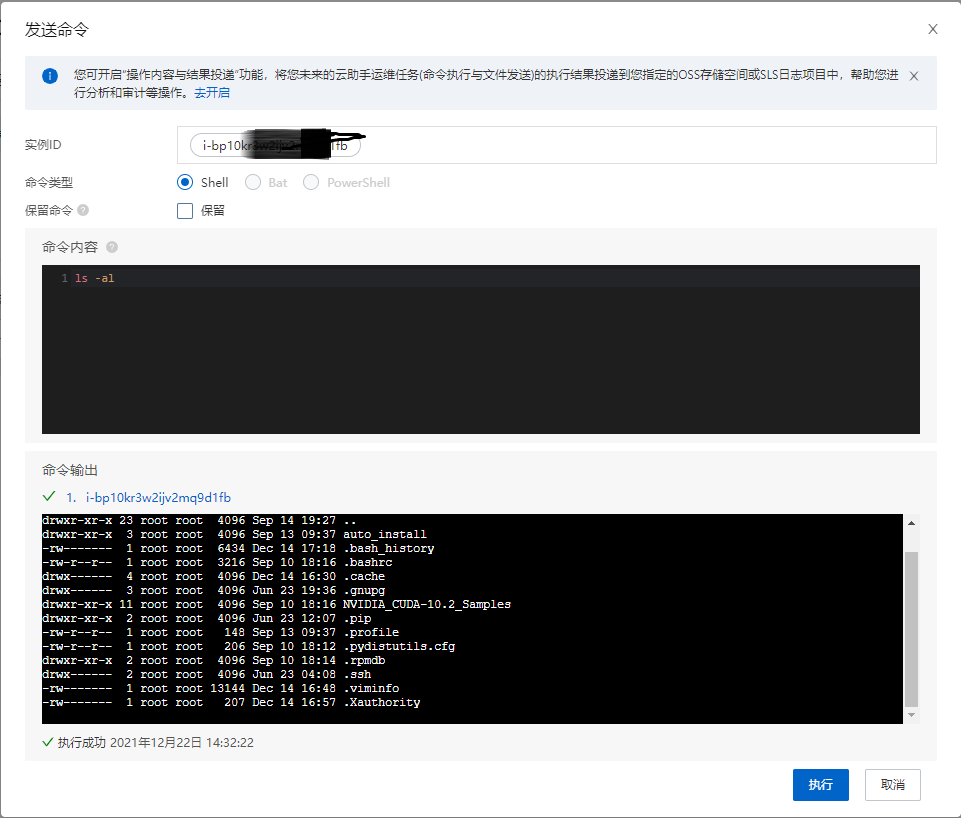 发送命令
您可开启“操作内容与结果投递”功能，将您未来的云助手运维任务(命令执行与文件发送)的执行结果投递到您指定的OSS存储空间或SLS日志项目中，帮助您进
行分析和审计等操作。去开启
实例ID
i-bp10kr 1fb
命令类型 Shell Bat PowerShell
保留命令 ? 保留
命令内容 ?
1 ls -al
命令输出
1. i-bp10kr3w2ijv2mq9d1fb
drwxr-xr-x 23 root root 4096 Sep 14 19:27 ..
drwxr-xr-x 3 root root 4096 Sep 13 09:37 auto_install
-rw------- 1 root root 6434 Dec 14 17:18 .bash_history
-rw-r--r-- 1 root root 3216 Sep 10 18:16 .bashrc
drwx------ 4 root root 4096 Dec 14 16:30 .cache
drwx------ 3 root root 4096 Jun 23 19:36 .gnupg
drwxr-xr-x 11 root root 4096 Sep 10 18:16 NVIDIA_CUDA-10.2_Samples
drwxr-xr-x 2 root root 4096 Jun 23 12:07 .pip
-rw-r--r-- 1 root root 148 Sep 13 09:37 .profile
-rw-r--r-- 1 root root 206 Sep 10 18:12 .pydistutils.cfg
drwxr-xr-x 2 root root 4096 Sep 10 18:14 .rpmdb
drwx------ 2 root root 4096 Jun 23 04:08 .ssh
-rw------- 1 root root 13144 Dec 14 16:48 .viminfo
-rw------- 1 root root 207 Dec 14 16:57 .Xauthority
执行成功 2021年12月22日 14:32:22
执行 取消